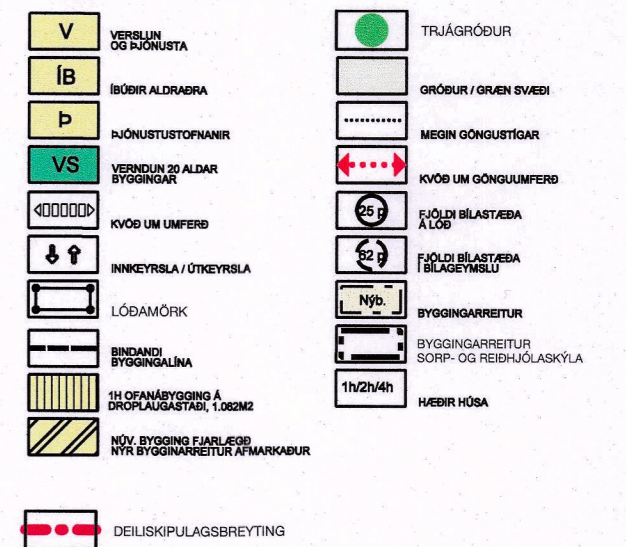 V
VERSLUN
OG ÞJÓNUSTA
ÍB
ÍBÚÐIR ALDRAÐRA
Þ
ÞJÓNUSTUSTOFNANIR
VS
VERNDUN 20 ALDAR
BYGGINGAR
KVÖÐ UM UMFERÐ
INNKEYRSLA / ÚTKEYRSLA
LÓÐAMÖRK
BINDANDI
BYGGINGALÍNA
1H OFANÁBYGGING Á
DROPLAUGASTAÐI, 1.062M2
NÚV. BYGGING FJARLÆGÐ
NÝR BYGGINARREITUR AFMARKAÐUR
DEILISKIPULAGSBREYTING
TRJÁGRÓÐUR
GRÓÐUR / GRÆN SVÆÐI
MEGIN GÖNGUSTÍGAR
KVÖÐ UM GÖNGUUMFERÐ
25 p
FJÖLDI BÍLASTÆÐA
Á LÓÐ
62 p
FJÖLDI BÍLASTÆÐA
Í BÍLAGEYMSLU
Nýb.
BYGGINGARREITUR
BYGGINGARREITUR
SORP- OG REIÐHJÓLASKÝLA
1h/2h/4h
HÆÐIR HÚSA